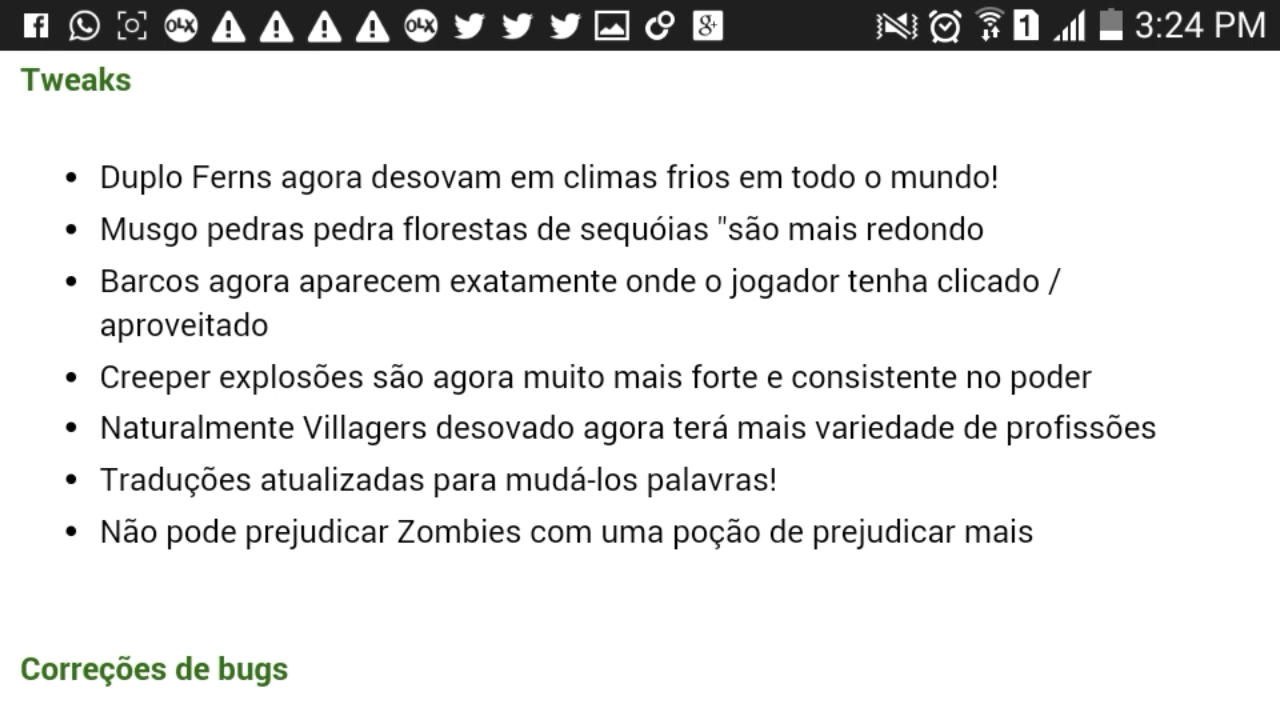 OLX OLX g+ 1 3:24 PM
Tweaks
• Duplo Ferns agora desovam em climas frios em todo o mundo!
• Musgo pedras pedra florestas de sequóias "são mais redondo
• Barcos agora aparecem exatamente onde o jogador tenha clicado /
aproveitado
• Creeper explosões são agora muito mais forte e consistente no poder
• Naturalmente Villagers desovado agora terá mais variedade de profissões
• Traduções atualizadas para mudá-los palavras!
• Não pode prejudicar Zombies com uma poção de prejudicar mais
Correções de bugs